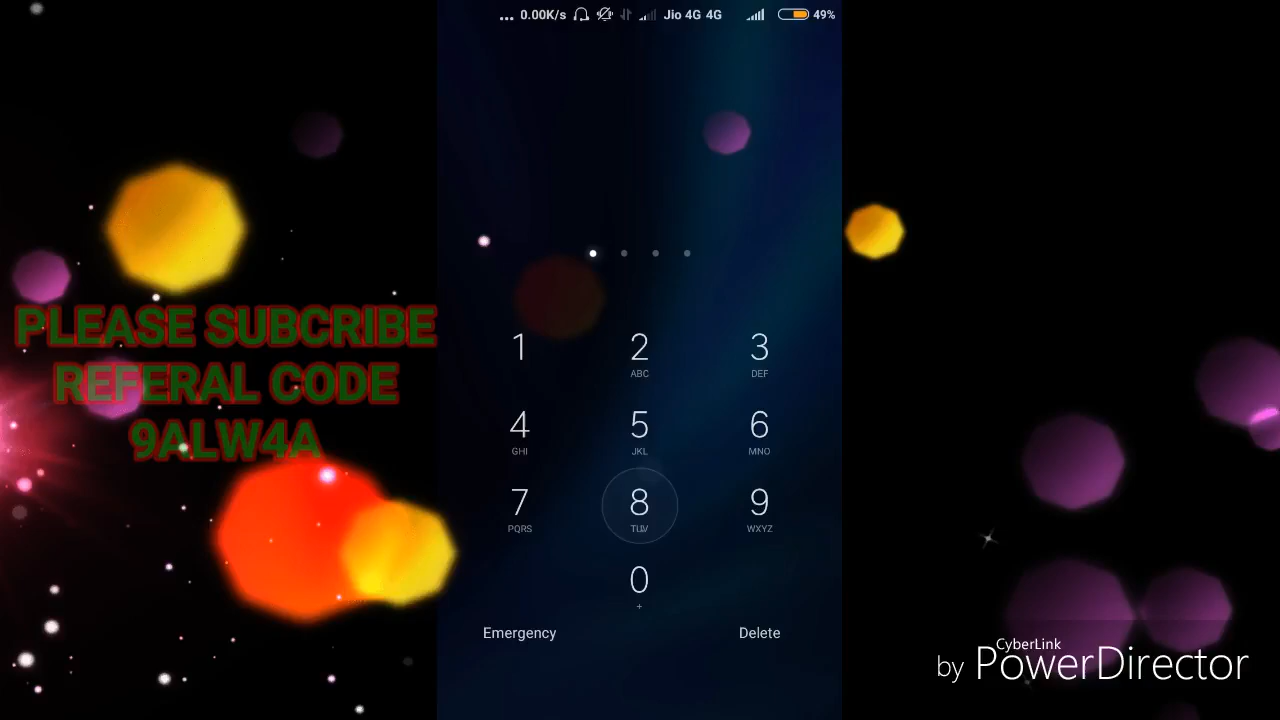 ... 0.00K/s Jio 4G 4G 49%
PLEASE SUBCRIBE
REFERAL CODE
9ALW4A
1 2 3
ABC DEF
4 5 6
GHI JKL MNO
7 8 9
PQRS TUV WXYZ
0
+
Emergency Delete
CyberLink
by PowerDirector